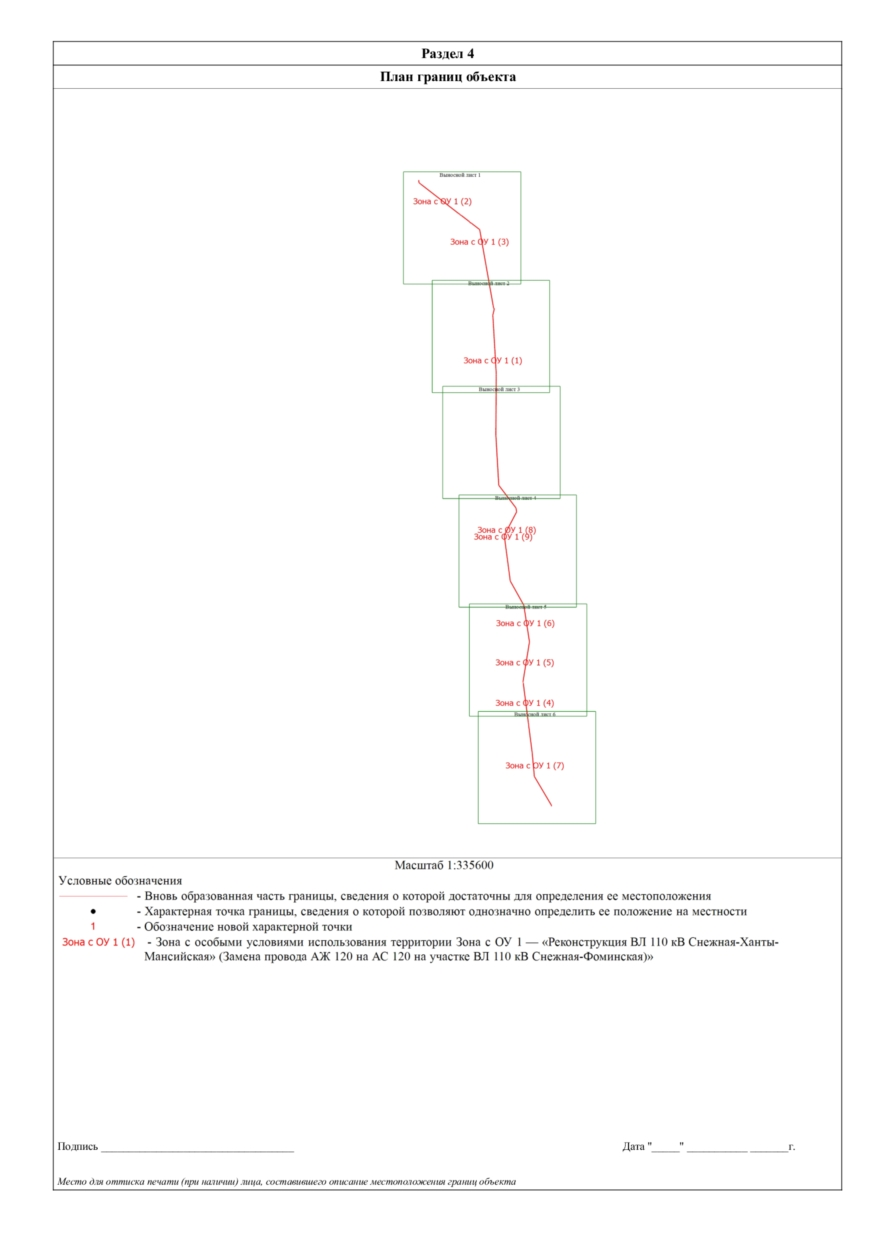 Раздел 4
План границ объекта
Выносной лист 1
Зона с ОУ 1 (2)
Зона с ОУ 1 (3)
Выносной лист 2
Зона с ОУ 1 (1)
Выносной лист 3
Выносной лист 4
Зона с ОУ 1 (8)
Зона с ОУ 1 (9)
Выносной лист 5
Зона с ОУ 1 (6)
Зона с ОУ 1 (5)
Зона с ОУ 1 (4)
Выносной лист 6
Зона с ОУ 1 (7)
Масштаб 1:335600
Условные обозначения
- Вновь образованная часть границы, сведения о которой достаточны для определения ее местоположения
- Характерная точка границы, сведения о которой позволяют однозначно определить ее положение на местности
1 - Обозначение новой характерной точки
Зона с ОУ 1 (1) - Зона с особыми условиями использования территории Зона с ОУ 1 — «Реконструкция ВЛ 110 кВ Снежная-Ханты-
Мансийская» (Замена провода АЖ 120 на АС 120 на участке ВЛ 110 кВ Снежная-Фоминская)»
Подпись ___________________________________ Дата "_____" ___________ _______г.
Место для оттиска печати (при наличии) лица, составившего описание местоположения границ объекта